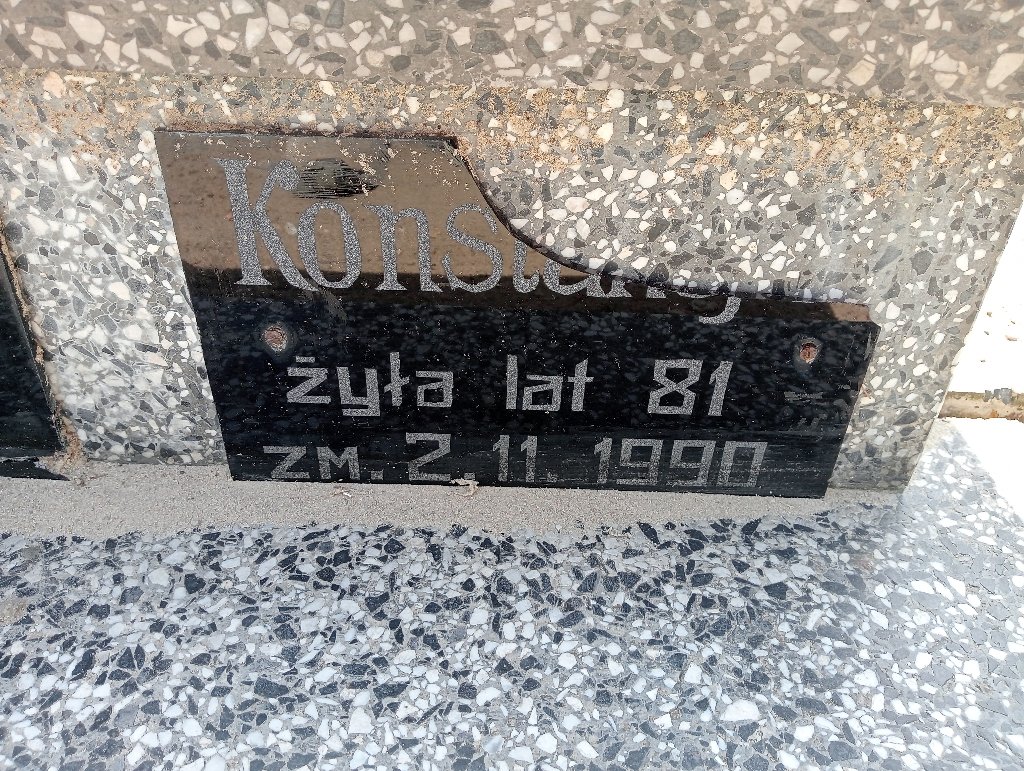 żyła lat 81
zm. 2.11.1990